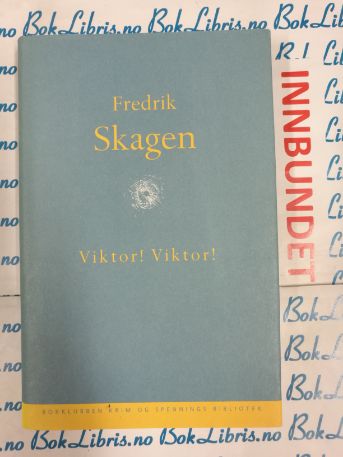 BokLibris.no
Fredrik
Skagen
Viktor! Viktor!
BOKKLUBBEN KRIM OG SPENNINGS BIBLIOTEK
INNBUNDET
BokLibris.no
BokLibris.no